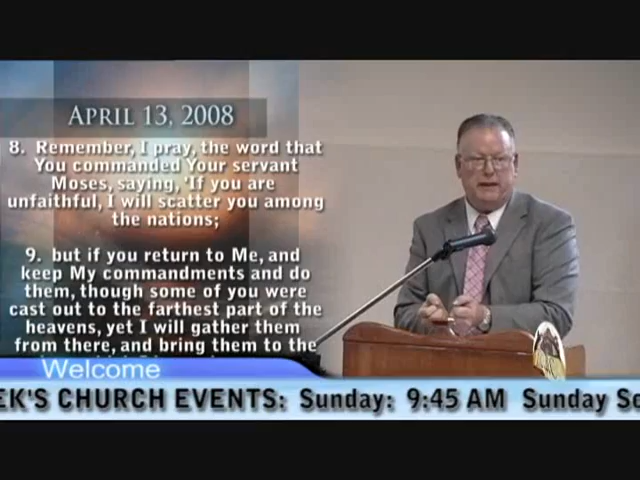 APRIL 13, 2008
8. Remember, I pray, the word that
You commanded Your servant
Moses, saying, 'If you are
unfaithful, I will scatter you among
the nations;
9. but if you return to Me, and
keep My commandments and do
them, though some of you were
cast out to the farthest part of the
heavens, yet I will gather them
from there, and bring them to the
Welcome
EK'S CHURCH EVENTS: Sunday: 9:45 AM Sunday Sc